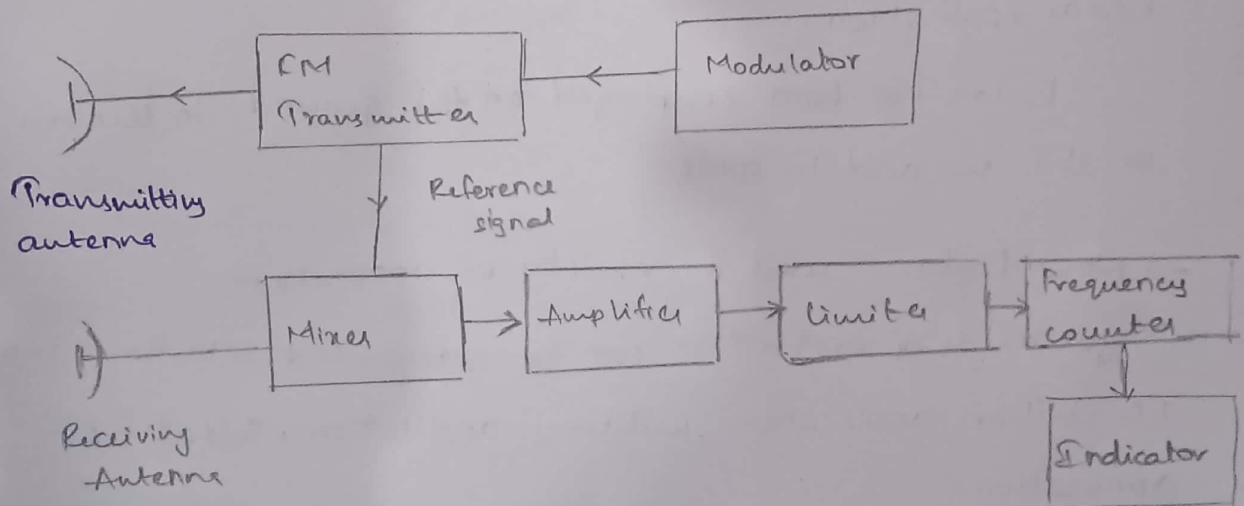 FM
Transmitter
Modulator
Transmitting
antenna
Reference
signal
Mixer
Amplifier
Limiter
Frequency
counter
Receiving
Antenna
Indicator